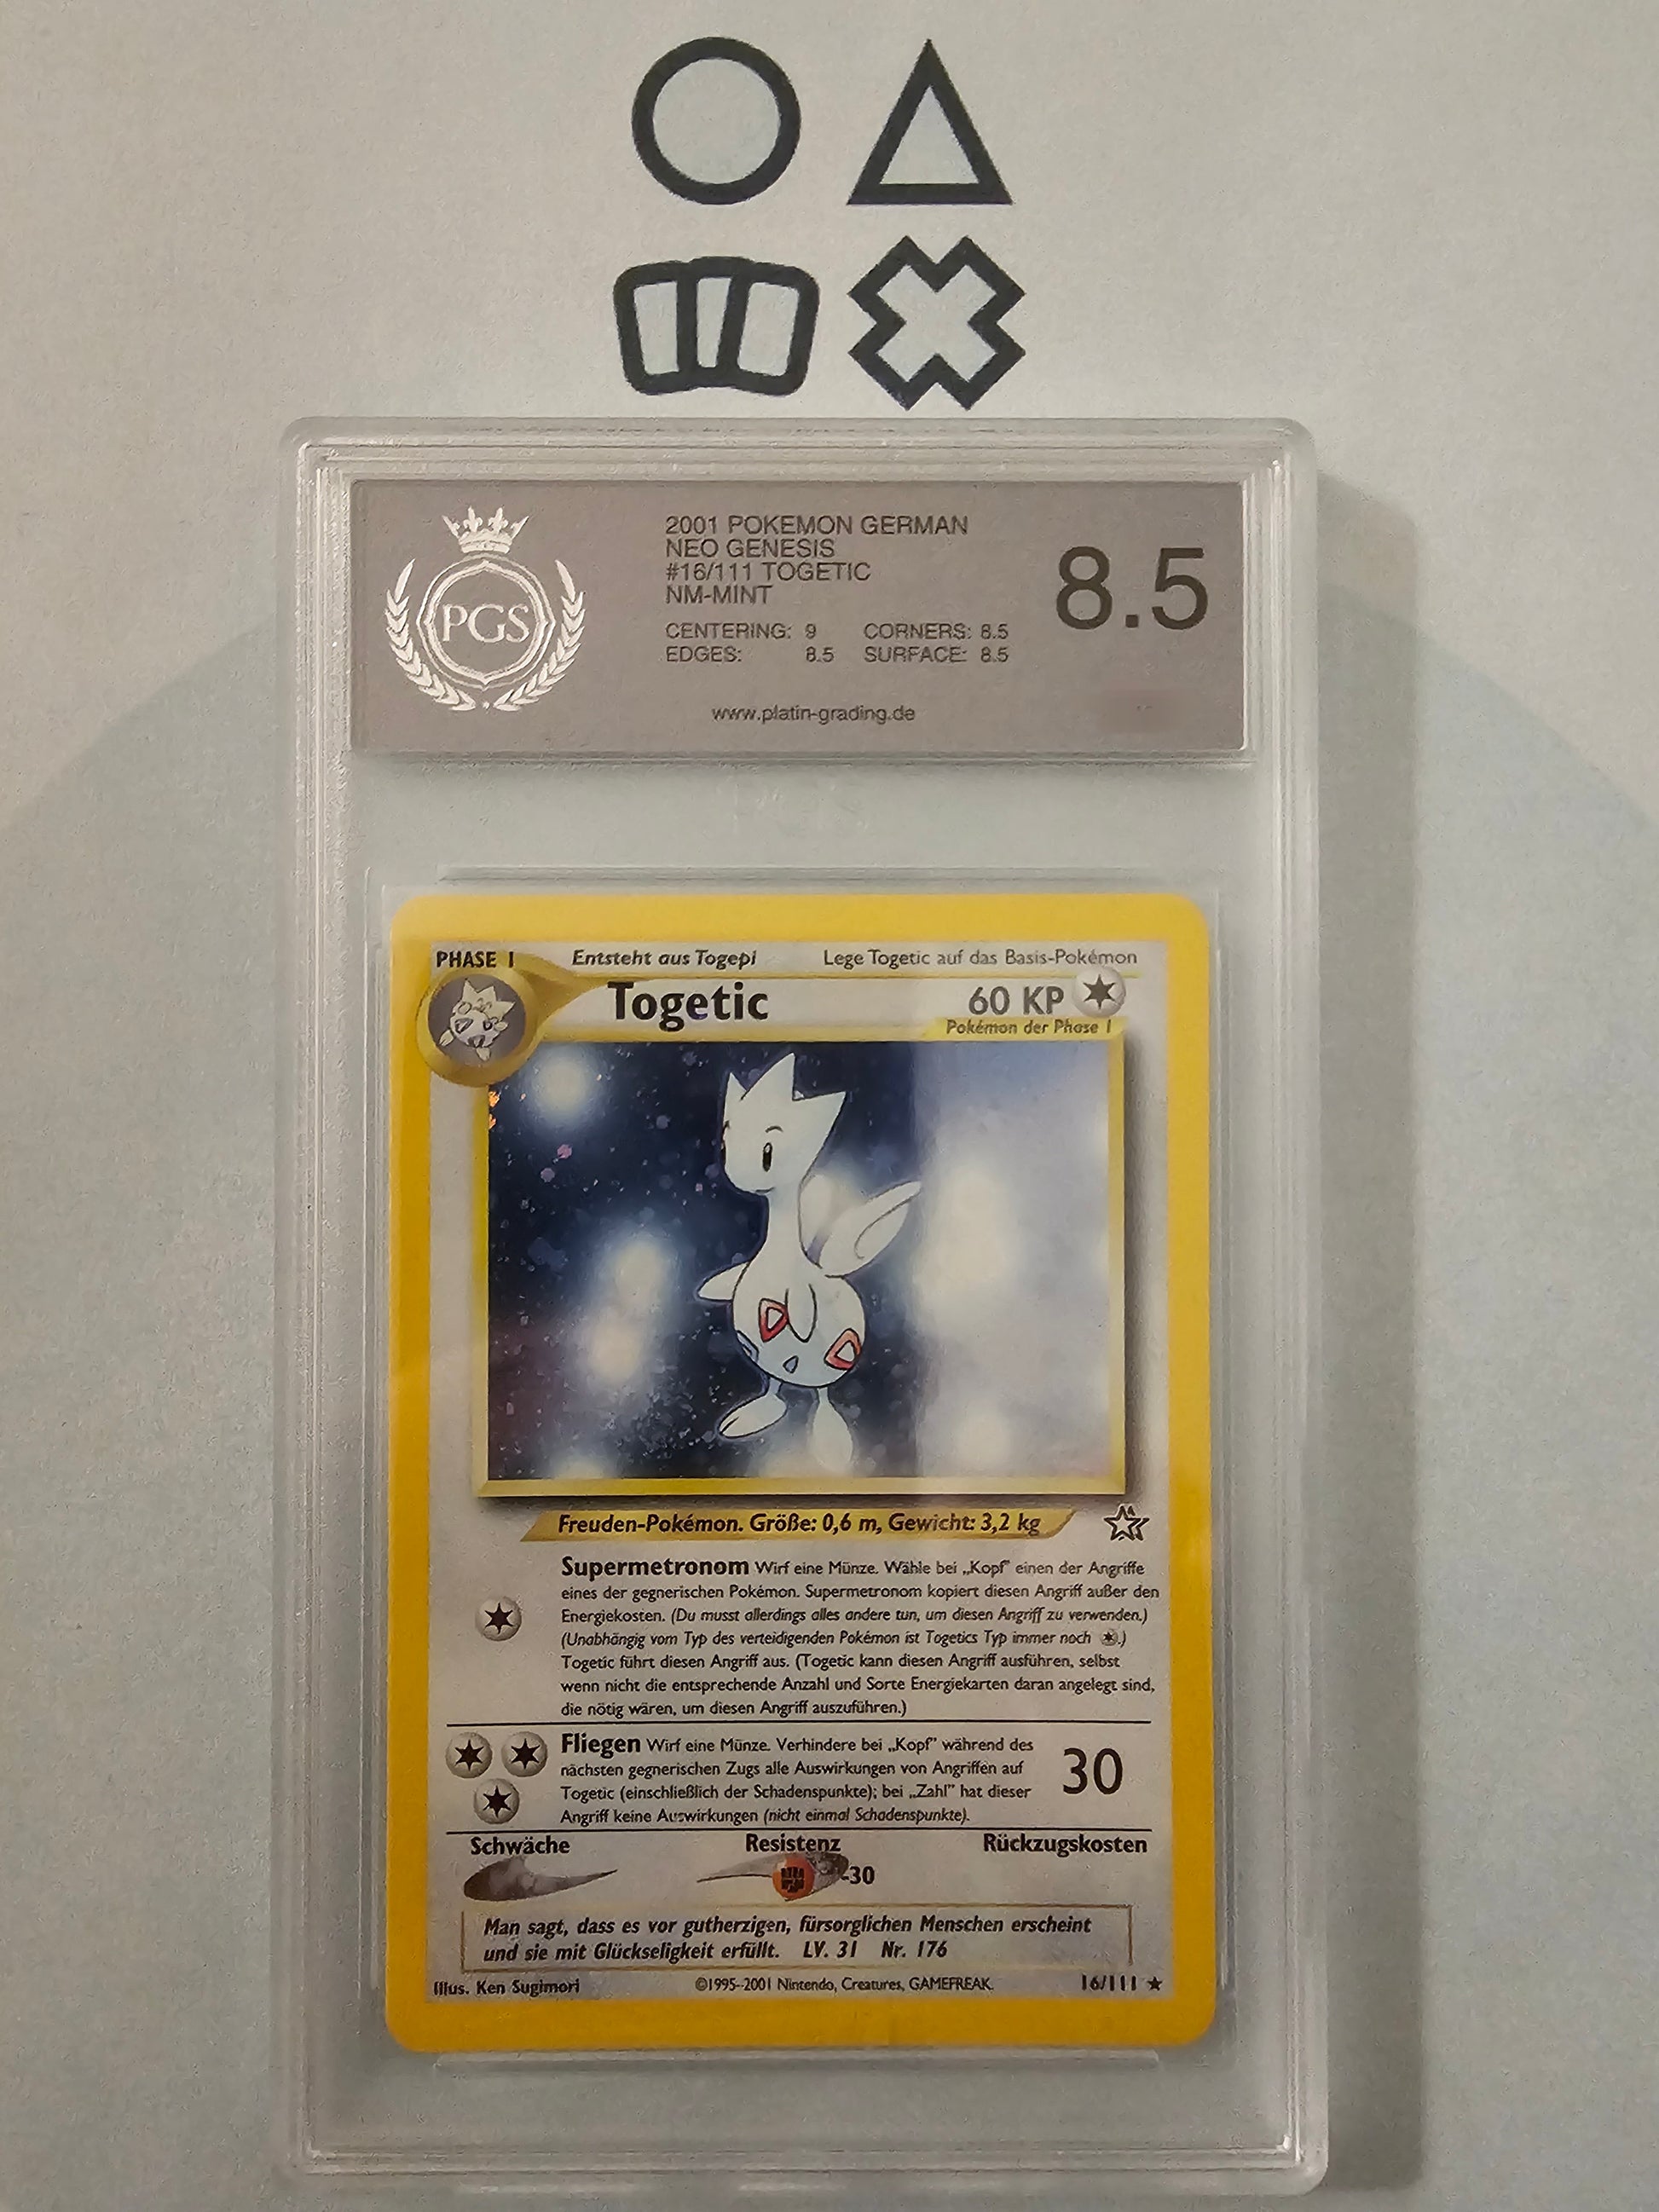 PGS
2001 POKEMON GERMAN
NEO GENESIS
#16/111 TOGETIC
NM-MINT
CENTERING: 9 CORNERS: 8.5
EDGES: 8.5 SURFACE: 8.5
8.5
www.platin-grading.de
PHASE 1 Entsteht aus Togepi Lege Togetic auf das Basis-Pokémon
Togetic 60 KP
Pokémon der Phase 1
Freuden-Pokémon. Größe: 0,6 m, Gewicht: 3,2 kg
Supermetronom Wirf eine Münze. Wähle bei „Kopf" einen der Angriffe
eines der gegnerischen Pokémon. Supermetronom kopiert diesen Angriff außer den
Energiekosten. (Du musst allerdings alles andere tun, um diesen Angriff zu verwenden.)
(Unabhängig vom Typ des verteidigenden Pokémon ist Togetics Typ immer noch .)
Togetic führt diesen Angriff aus. (Togetic kann diesen Angriff ausführen, selbst
wenn nicht die entsprechende Anzahl und Sorte Energiekarten daran angelegt sind,
die nötig wären, um diesen Angriff auszuführen.)
Fliegen Wirf eine Münze. Verhindere bei „Kopf" während des
nächsten gegnerischen Zugs alle Auswirkungen von Angriffen auf
Togetic (einschließlich der Schadenspunkte); bei „Zahl" hat dieser
Angriff keine Auswirkungen (nicht einmal Schadenspunkte).
30
Schwäche Resistenz Rückzugskosten
-30
Man sagt, dass es vor gutherzigen, fürsorglichen Menschen erscheint
und sie mit Glückseligkeit erfüllt. LV. 31 Nr. 176
Illus. Ken Sugimori ©1995-2001 Nintendo, Creatures, GAMEFREAK. 16/111 ★